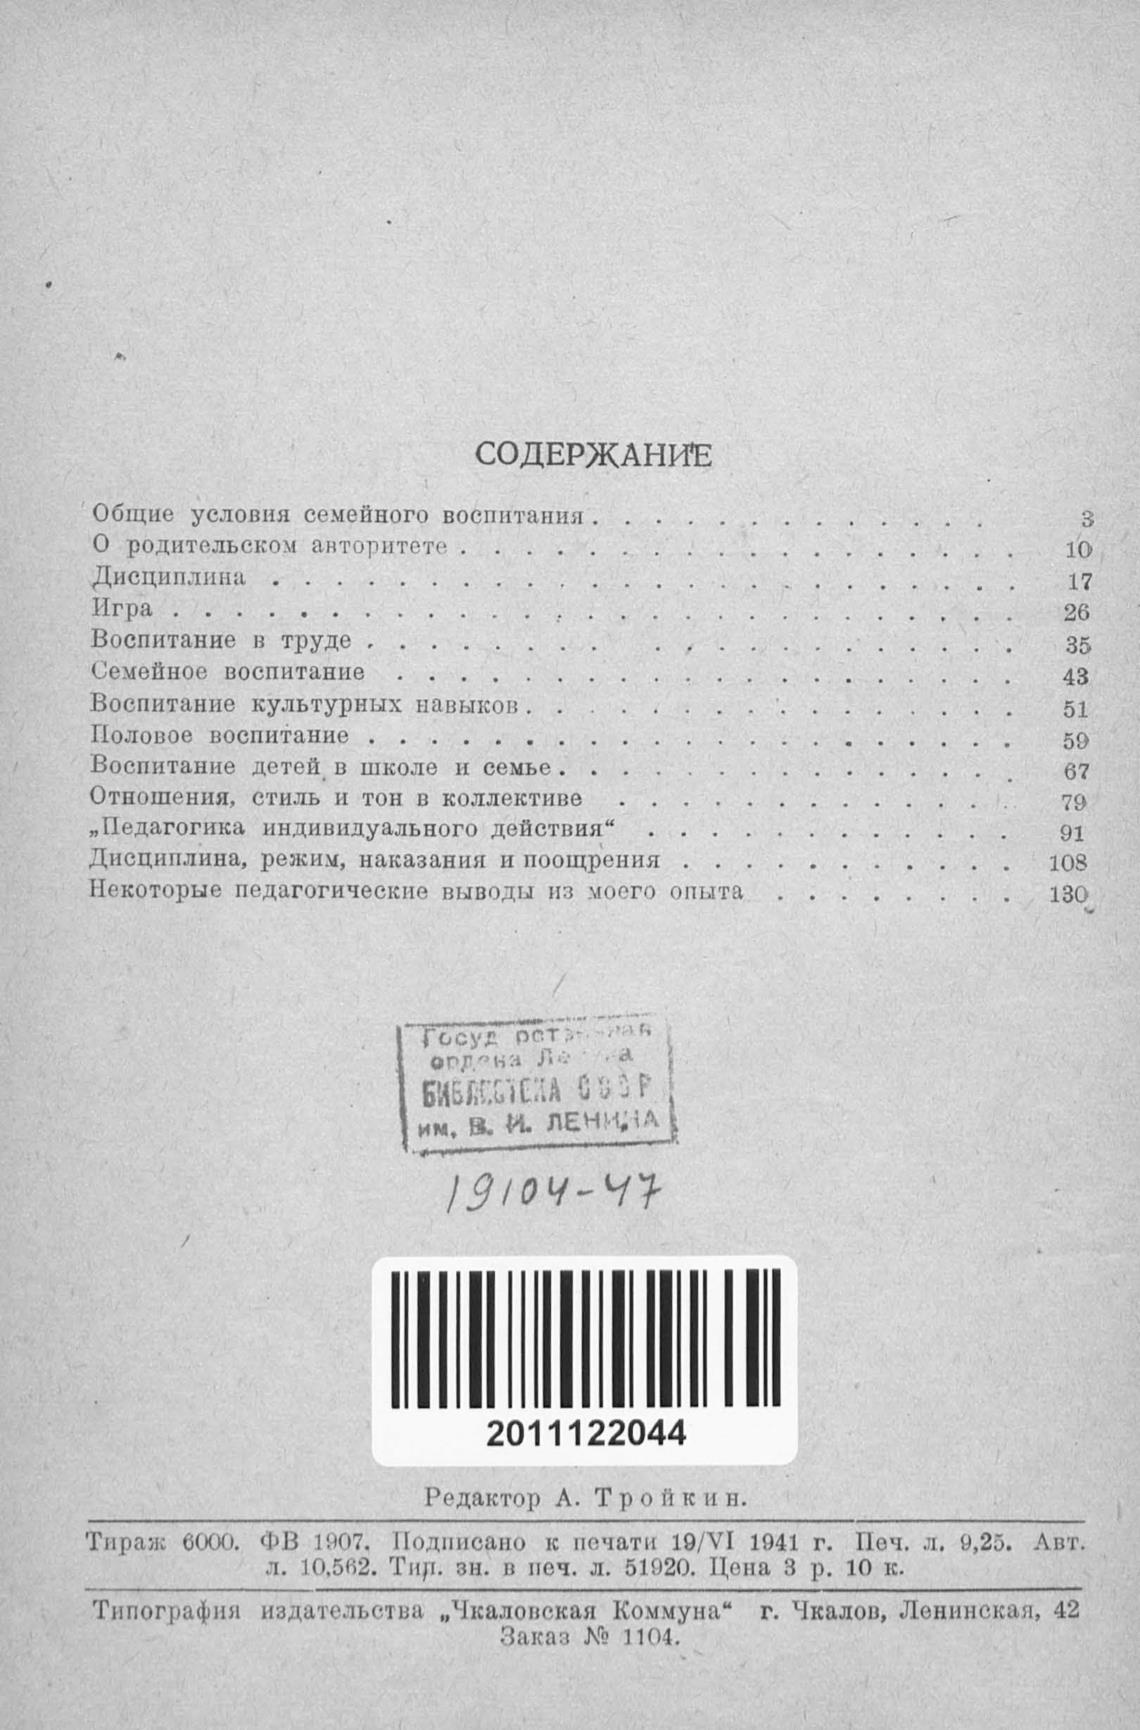 СОДЕРЖАНИЕ
Общие условия семейного воспитания . . . . . . . . . . . . . 3
О родительском авторитете . . . . . . . . . . . . . . . . . . 10
Дисциплина . . . . . . . . . . . . . . . . . . . . . . . . 17
Игра . . . . . . . . . . . . . . . . . . . . . . . . . . . 26
Воспитание в труде . . . . . . . . . . . . . . . . . . . . 35
Семейное воспитание . . . . . . . . . . . . . . . . . . . . 43
Воспитание культурных навыков . . . . . . . . . . . . . . . . 51
Половое воспитание . . . . . . . . . . . . . . . . . . . . . 59
Воспитание детей в школе и семье . . . . . . . . . . . . . . . 67
Отношения, стиль и тон в коллективе . . . . . . . . . . . . . 79
„Педагогика индивидуального действия“ . . . . . . . . . . . . 91
Дисциплина, режим, наказания и поощрения . . . . . . . . . . . 108
Некоторые педагогические выводы из моего опыта . . . . . . . . 130
ордена
БИБЛИОТЕКА СССР
им. В. И. ЛЕНИНА
19104-47
2011122044
Редактор А. Тройкин.
Тираж 6000. ФВ 1907. Подписано к печати 19/VI 1941 г. Печ. л. 9,25. Авт.
л. 10,562. Тип. зн. в печ. л. 51920. Цена 3 р. 10 к.
Типография издательства „Чкаловская Коммуна“ г. Чкалов, Ленинская, 42
Заказ № 1104.